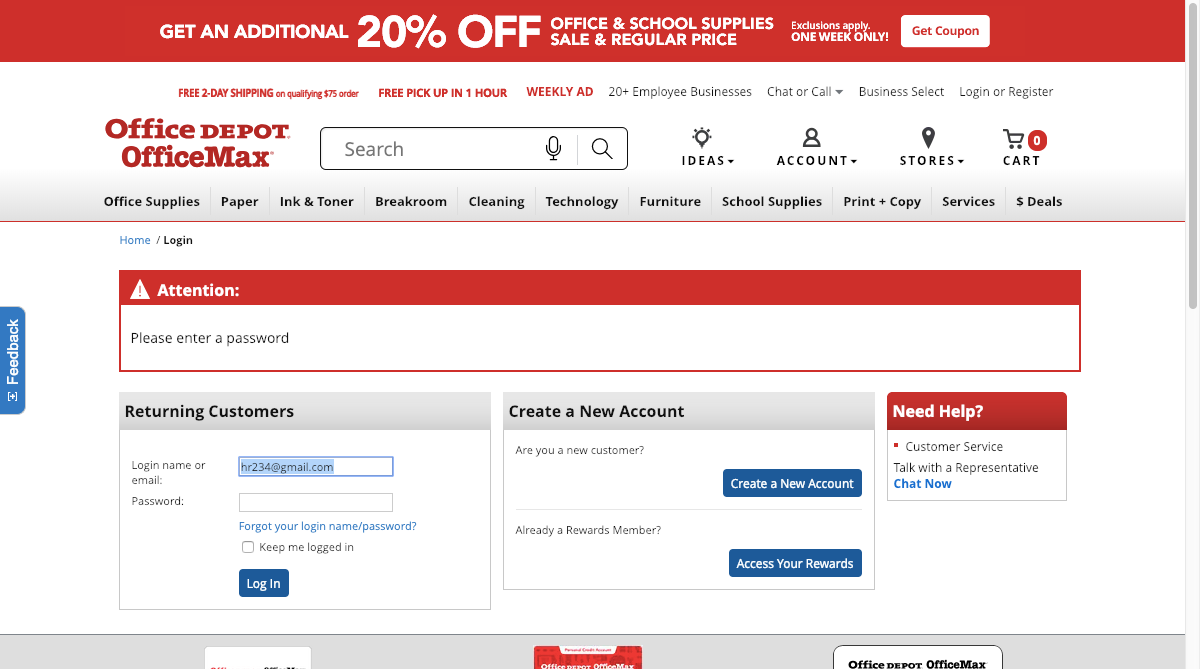 GET AN ADDITIONAL 20% OFF OFFICE & SCHOOL SUPPLIES SALE & REGULAR PRICE Exclusions apply. ONE WEEK ONLY! Get Coupon
FREE 2-DAY SHIPPING on qualifying $75 order FREE PICK UP IN 1 HOUR WEEKLY AD 20+ Employee Businesses Chat or Call Business Select Login or Register
Office DEPOT
OfficeMax
Search
IDEAS ACCOUNT STORES CART 0
Office Supplies Paper Ink & Toner Breakroom Cleaning Technology Furniture School Supplies Print + Copy Services $ Deals
Home / Login
Attention:
Please enter a password
Feedback
Returning Customers
Login name or email: hr234@gmail.com
Password:
Forgot your login name/password?
Keep me logged in
Log In
Create a New Account
Are you a new customer?
Create a New Account
Already a Rewards Member?
Access Your Rewards
Need Help?
Customer Service
Talk with a Representative
Chat Now
Personal Credit Account
Office DEPOT OfficeMax
Office DEPOT OfficeMax